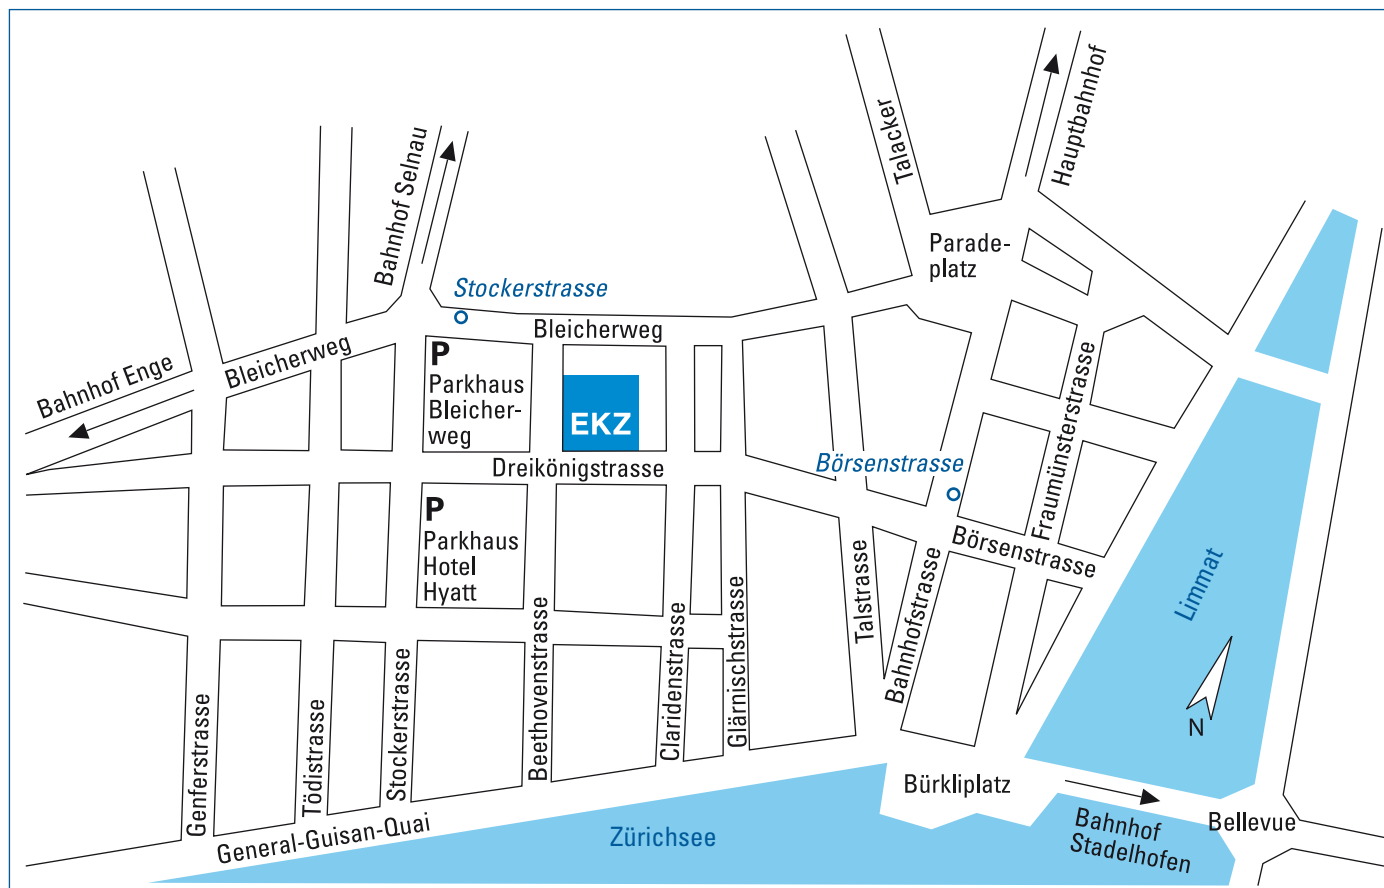 Talacker
Hauptbahnhof
Bahnhof Selnau
Parade-
platz
Stockerstrasse
Bleicherweg
Bleicherweg
Bahnhof Enge
P
Parkhaus
Bleicher-
weg
EKZ
Fraumünsterstrasse
Dreikönigstrasse
Börsenstrasse
P
Parkhaus
Hotel
Hyatt
Börsenstrasse
Limmat
Talstrasse
Bahnhofstrasse
Genferstrasse
Tödistrasse
Stockerstrasse
Beethovenstrasse
Claridenstrasse
Glärnischstrasse
N
Bürkliplatz
General-Guisan-Quai
Zürichsee
Bahnhof
Stadelhofen
Bellevue